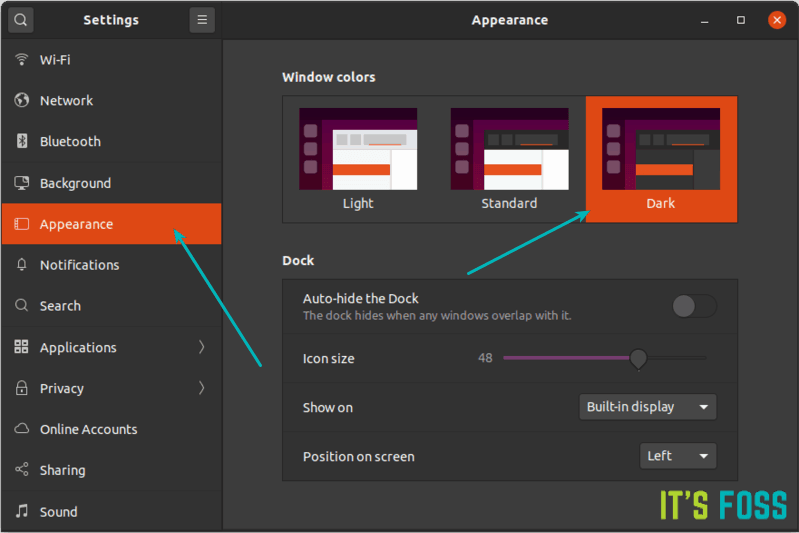 Settings
Appearance
Wi-Fi
Network
Bluetooth
Background
Appearance
Notifications
Search
Applications
Privacy
Online Accounts
Sharing
Sound
Window colors
Light
Standard
Dark
Dock
Auto-hide the Dock
The dock hides when any windows overlap with it.
Icon size 48
Show on Built-in display
Position on screen Left
IT'S FOSS